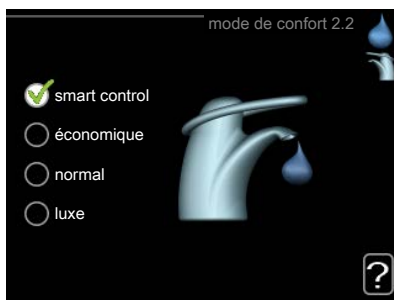 mode de confort 2.2
smart control
économique
normal
luxe
?